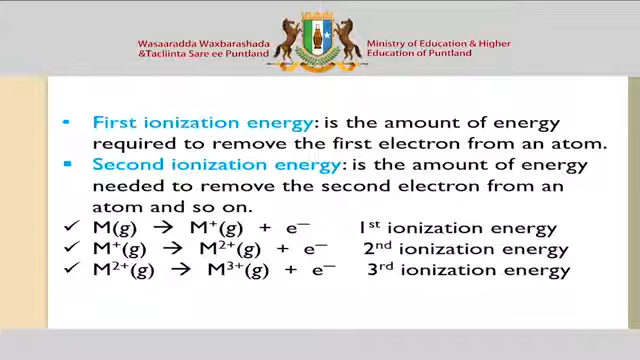 Wasaaradda Waxbarashada
&Tacliinta Sare ee Puntland
Ministry of Education & Higher
Education of Puntland
• First ionization energy: is the amount of energy
required to remove the first electron from an atom.
▪ Second ionization energy: is the amount of energy
needed to remove the second electron from an
atom and so on.
✓ M(g) → M⁺(g) + e⁻ 1ˢᵗ ionization energy
✓ M⁺(g) → M²⁺(g) + e⁻ 2ⁿᵈ ionization energy
✓ M²⁺(g) → M³⁺(g) + e⁻ 3ʳᵈ ionization energy